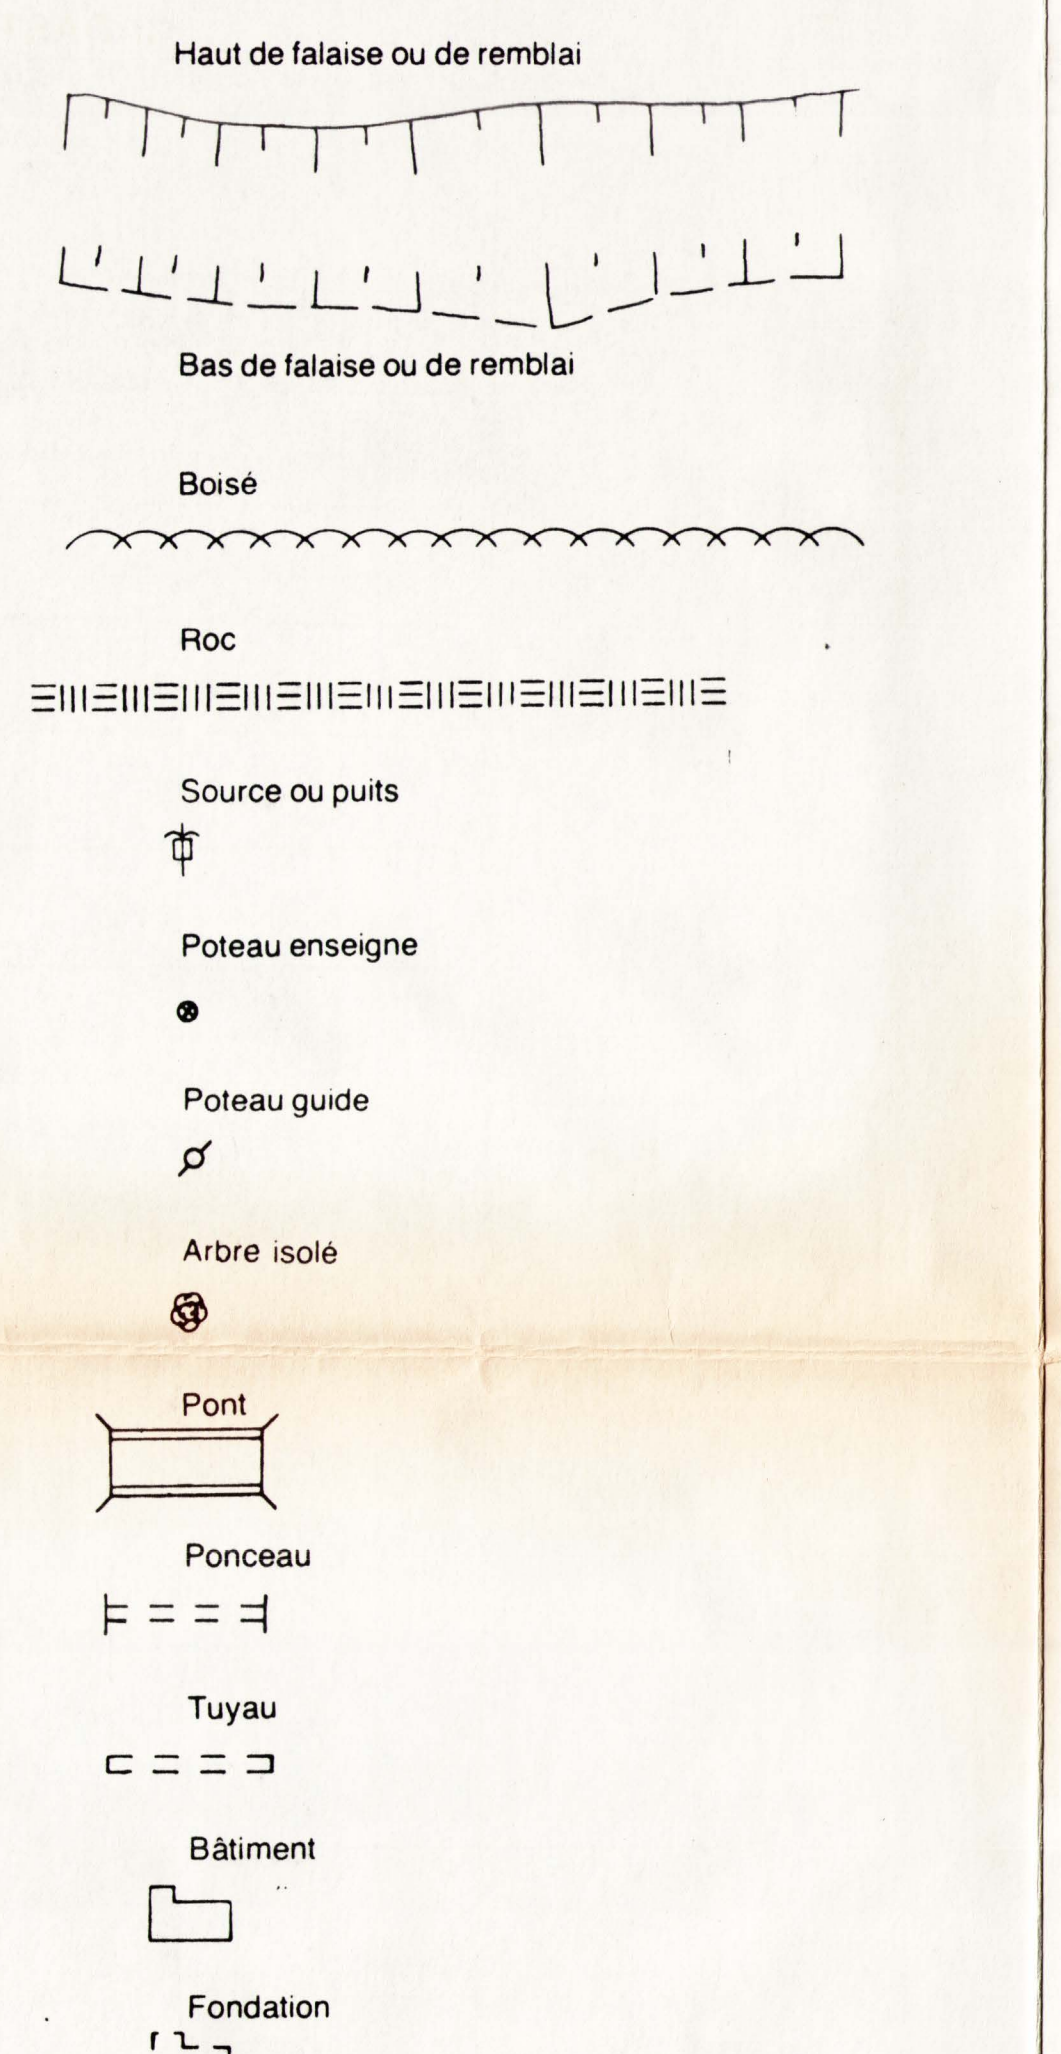 Haut de falaise ou de remblai
Bas de falaise ou de remblai
Boisé
Roc
Source ou puits
Poteau enseigne
Poteau guide
Arbre isolé
Pont
Ponceau
Tuyau
Bâtiment
Fondation